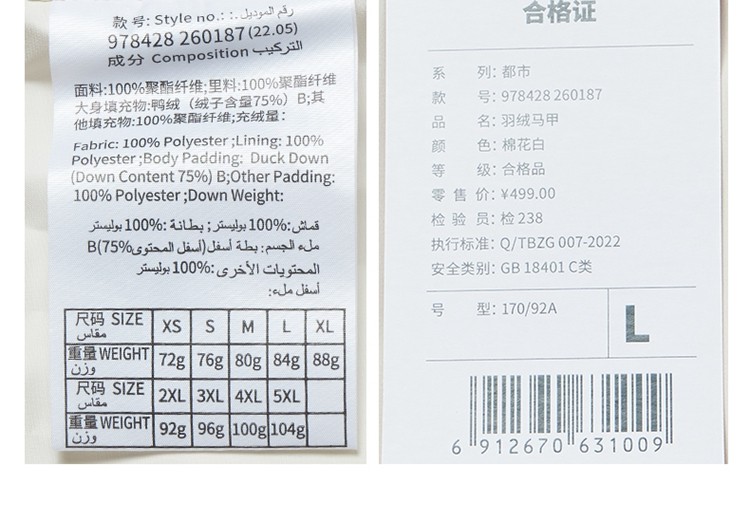 款号: Style no.: رقم الموديل:
978428 260187 (22.05)
成分 Composition التركيب
面料:100%聚酯纤维;里料:100%聚酯纤维
大身填充物:鸭绒（绒子含量75%）B;其
他填充物:100%聚酯纤维;充绒量:
Fabric: 100% Polyester ;Lining: 100%
Polyester ;Body Padding: Duck Down
(Down Content 75%) B;Other Padding:
100% Polyester ;Down Weight:
قماش:100% بوليستر; بطانة :100% بوليستر
ملء الجسم: بطة أسفل(أسفل المحتوى75%)B
المحتويات الأخرى:100% بوليستر
أسفل ملء:
尺码 SIZE مقاس XS S M L XL
重量 WEIGHT وزن 72g 76g 80g 84g 88g
尺码 SIZE مقاس 2XL 3XL 4XL 5XL
重量 WEIGHT وزن 92g 96g 100g 104g
合格证
系列: 都市
款号: 978428 260187
品名: 羽绒马甲
颜色: 棉花白
等级: 合格品
零售价: ¥499.00
检验员: 检 238
执行标准: Q/TBZG 007-2022
安全类别: GB 18401 C类
号型: 170/92A
L
6 912670 631009